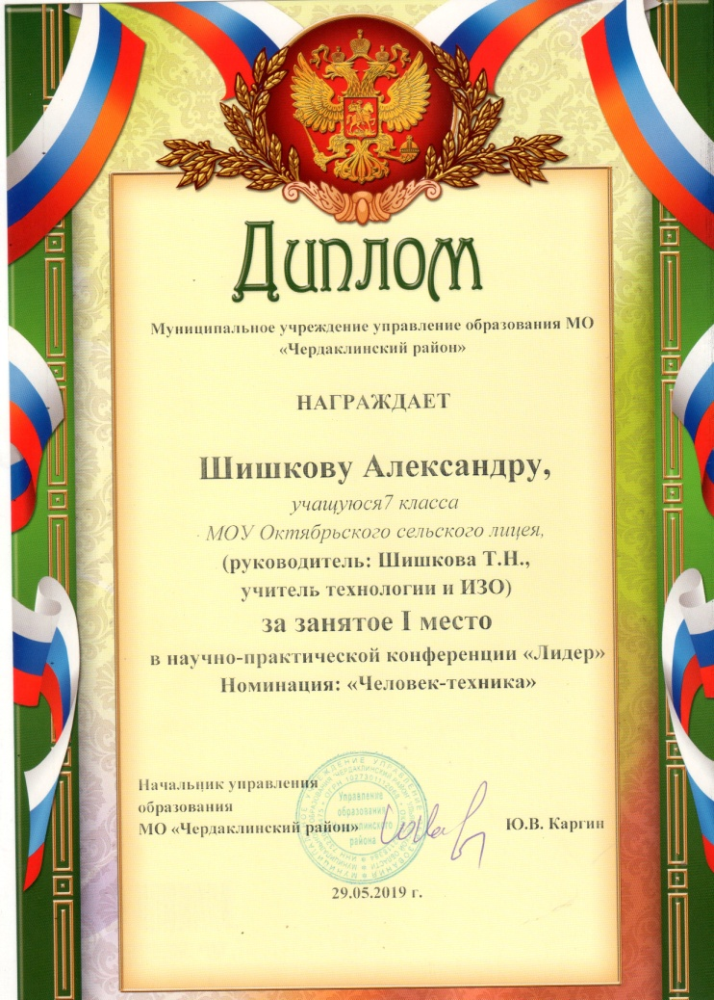 Диплом
Муниципальное учреждение управление образования МО
«Чердаклинский район»
НАГРАЖДАЕТ
Шишкову Александру,
учащуюся7 класса
МОУ Октябрьского сельского лицея,
(руководитель: Шишкова Т.Н.,
учитель технологии и ИЗО)
за занятое I место
в научно-практической конференции «Лидер»
Номинация: «Человек-техника»
Начальник управления
образования
МО «Чердаклинский район»
Ю.В. Каргин
Управление
образования
района
29.05.2019 г.